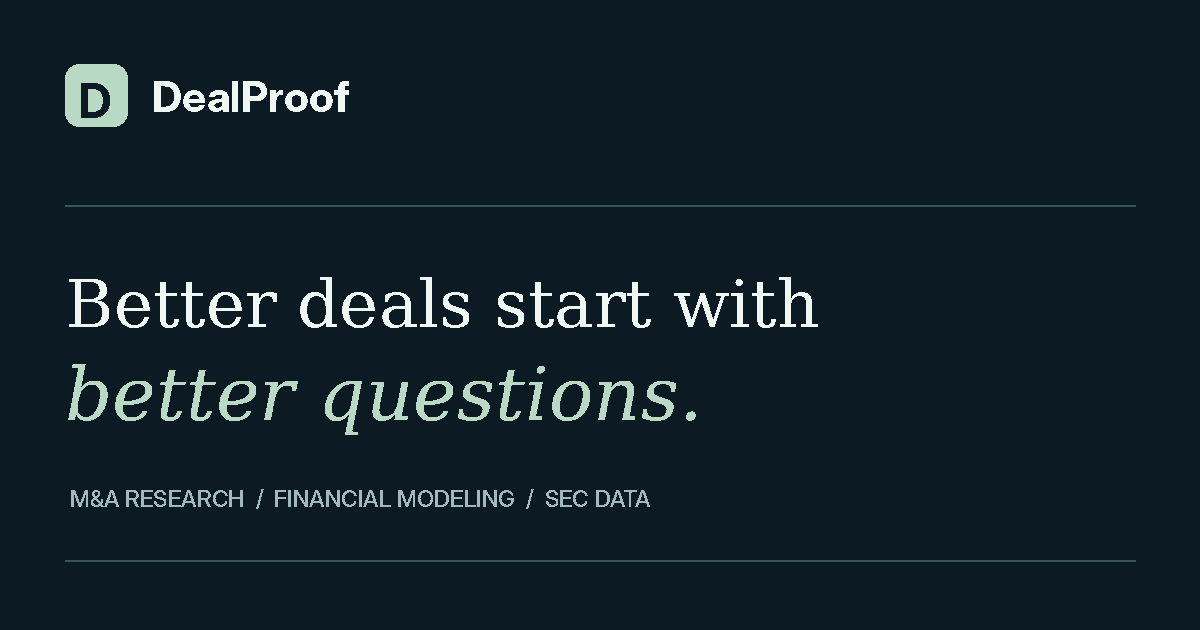 D DealProof
Better deals start with
better questions.
M&A RESEARCH / FINANCIAL MODELING / SEC DATA